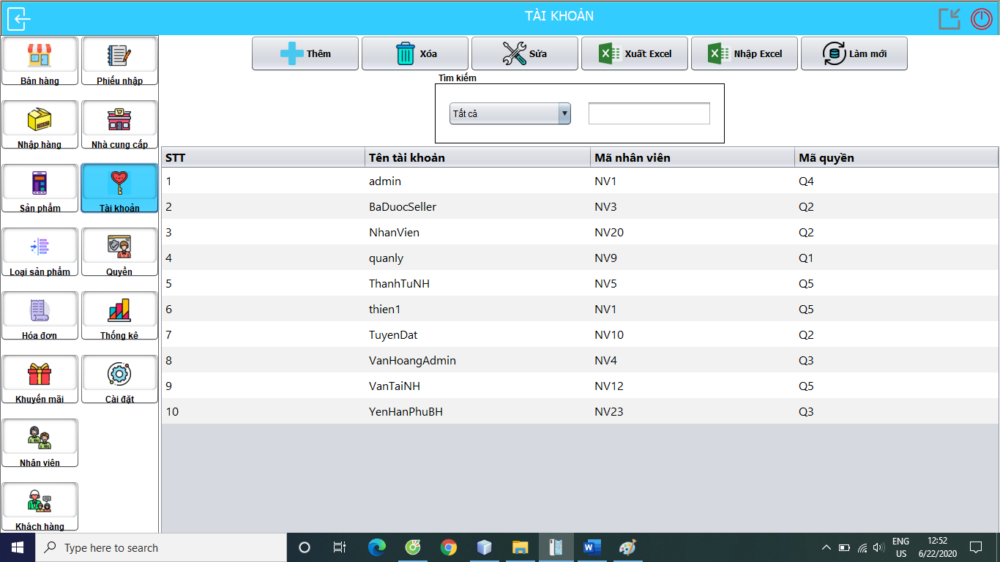 TÀI KHOẢN
Thêm
Xóa
Sửa
Xuất Excel
Nhập Excel
Làm mới
Bán hàng
Phiếu nhập
Nhập hàng
Nhà cung cấp
Sản phẩm
Tài khoản
Loại sản phẩm
Quyền
Hóa đơn
Thống kê
Khuyến mãi
Cài đặt
Nhân viên
Khách hàng
Tìm kiếm
Tất cả
STT Tên tài khoản Mã nhân viên Mã quyền
1 admin NV1 Q4
2 BaDuocSeller NV3 Q2
3 NhanVien NV20 Q2
4 quanly NV9 Q1
5 ThanhTuNH NV5 Q5
6 thien1 NV1 Q5
7 TuyenDat NV10 Q2
8 VanHoangAdmin NV4 Q3
9 VanTaiNH NV12 Q5
10 YenHanPhuBH NV23 Q3
Type here to search
ENG
US
12:52
6/22/2020